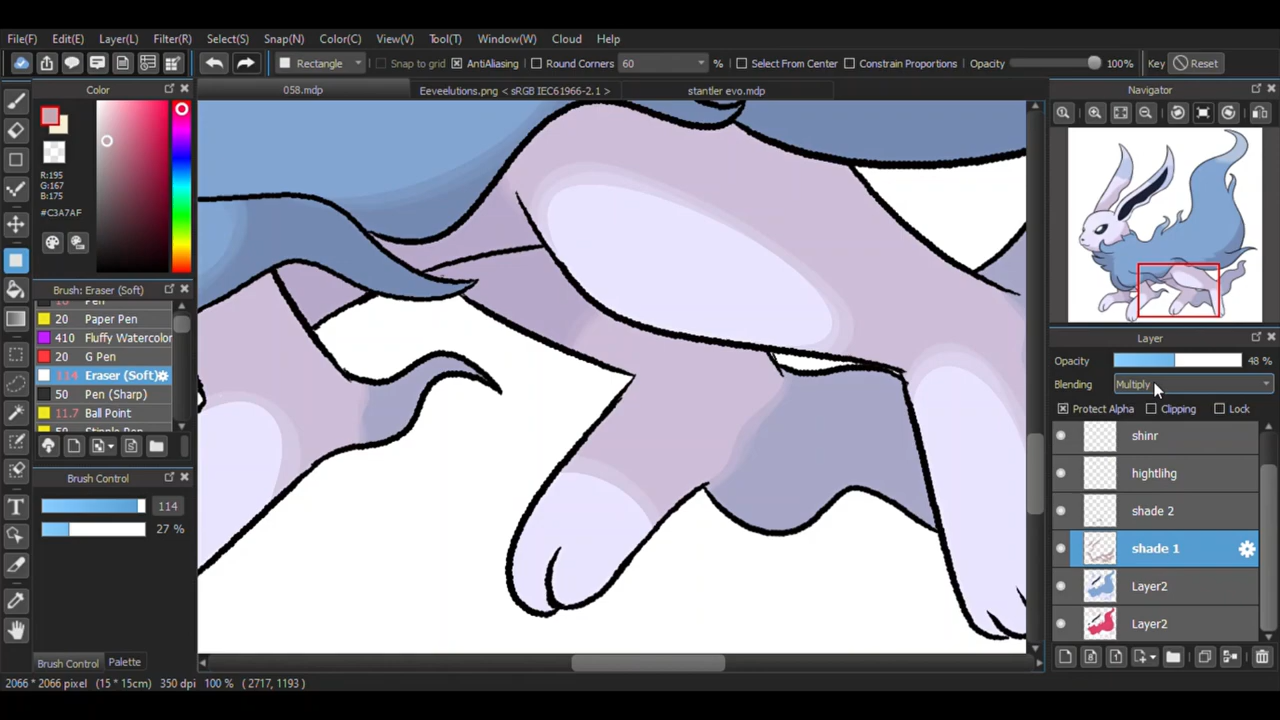 File(F) Edit(E) Layer(L) Filter(R) Select(S) Snap(N) Color(C) View(V) Tool(T) Window(W) Cloud Help
Rectangle Snap to grid AntiAliasing Round Corners 60 % Select From Center Constrain Proportions Opacity 100% Key Reset
Color
058.mdp
Eeveelutions.png < sRGB IEC61966-2.1 >
stantler evo.mdp
Navigator
R:195
G:167
B:175
#C3A7AF
Brush: Eraser (Soft)
Pen
20 Paper Pen
410 Fluffy Watercolor
20 G Pen
114 Eraser (Soft)
50 Pen (Sharp)
11.7 Ball Point
50 Stipple Pen
Brush Control
114
27 %
Brush Control Palette
Layer
Opacity 48 %
Blending Multiply
Protect Alpha Clipping Lock
shinr
hightlihg
shade 2
shade 1
Layer2
Layer2
2066 * 2066 pixel (15 * 15cm) 350 dpi 100 % ( 2717, 1193 )